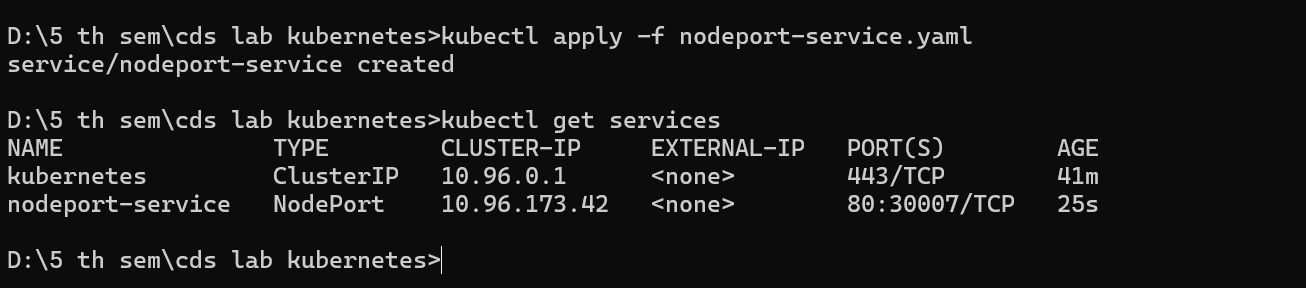 D:\5 th sem\cds lab kubernetes>kubectl apply -f nodeport-service.yaml
service/nodeport-service created
D:\5 th sem\cds lab kubernetes>kubectl get services
NAME               TYPE        CLUSTER-IP     EXTERNAL-IP   PORT(S)        AGE
kubernetes         ClusterIP   10.96.0.1      <none>        443/TCP        41m
nodeport-service   NodePort    10.96.173.42   <none>        80:30007/TCP   25s
D:\5 th sem\cds lab kubernetes>